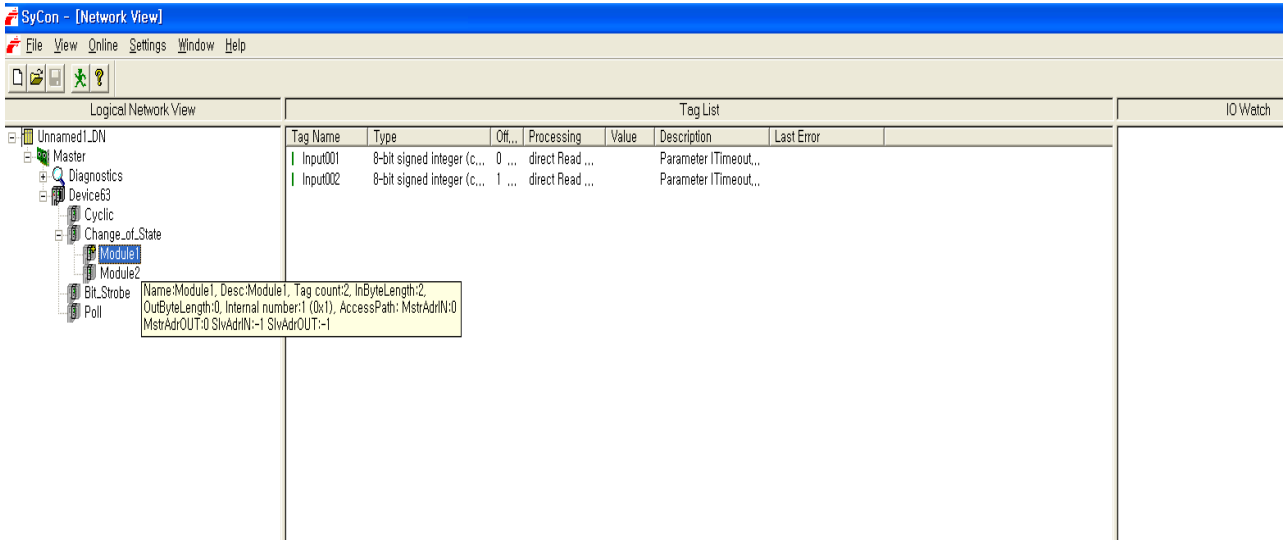 SyCon - [Network View]
File View Online Settings Window Help
Logical Network View
Tag List
IO Watch
Unnamed1_DN
Master
Diagnostics
Device63
Cyclic
Change_of_State
Module1
Module2
Bit_Strobe
Poll
Name:Module1, Desc:Module1, Tag count:2, InByteLength:2,
OutByteLength:0, Internal number:1 (0x1), AccessPath: MstrAdrIN:0
MstrAdrOUT:0 SlvAdrIN:-1 SlvAdrOUT:-1
Tag Name Type Off... Processing Value Description Last Error
Input001 8-bit signed integer (c... 0 ... direct Read ... Parameter ITimeout...
Input002 8-bit signed integer (c... 1 ... direct Read ... Parameter ITimeout...